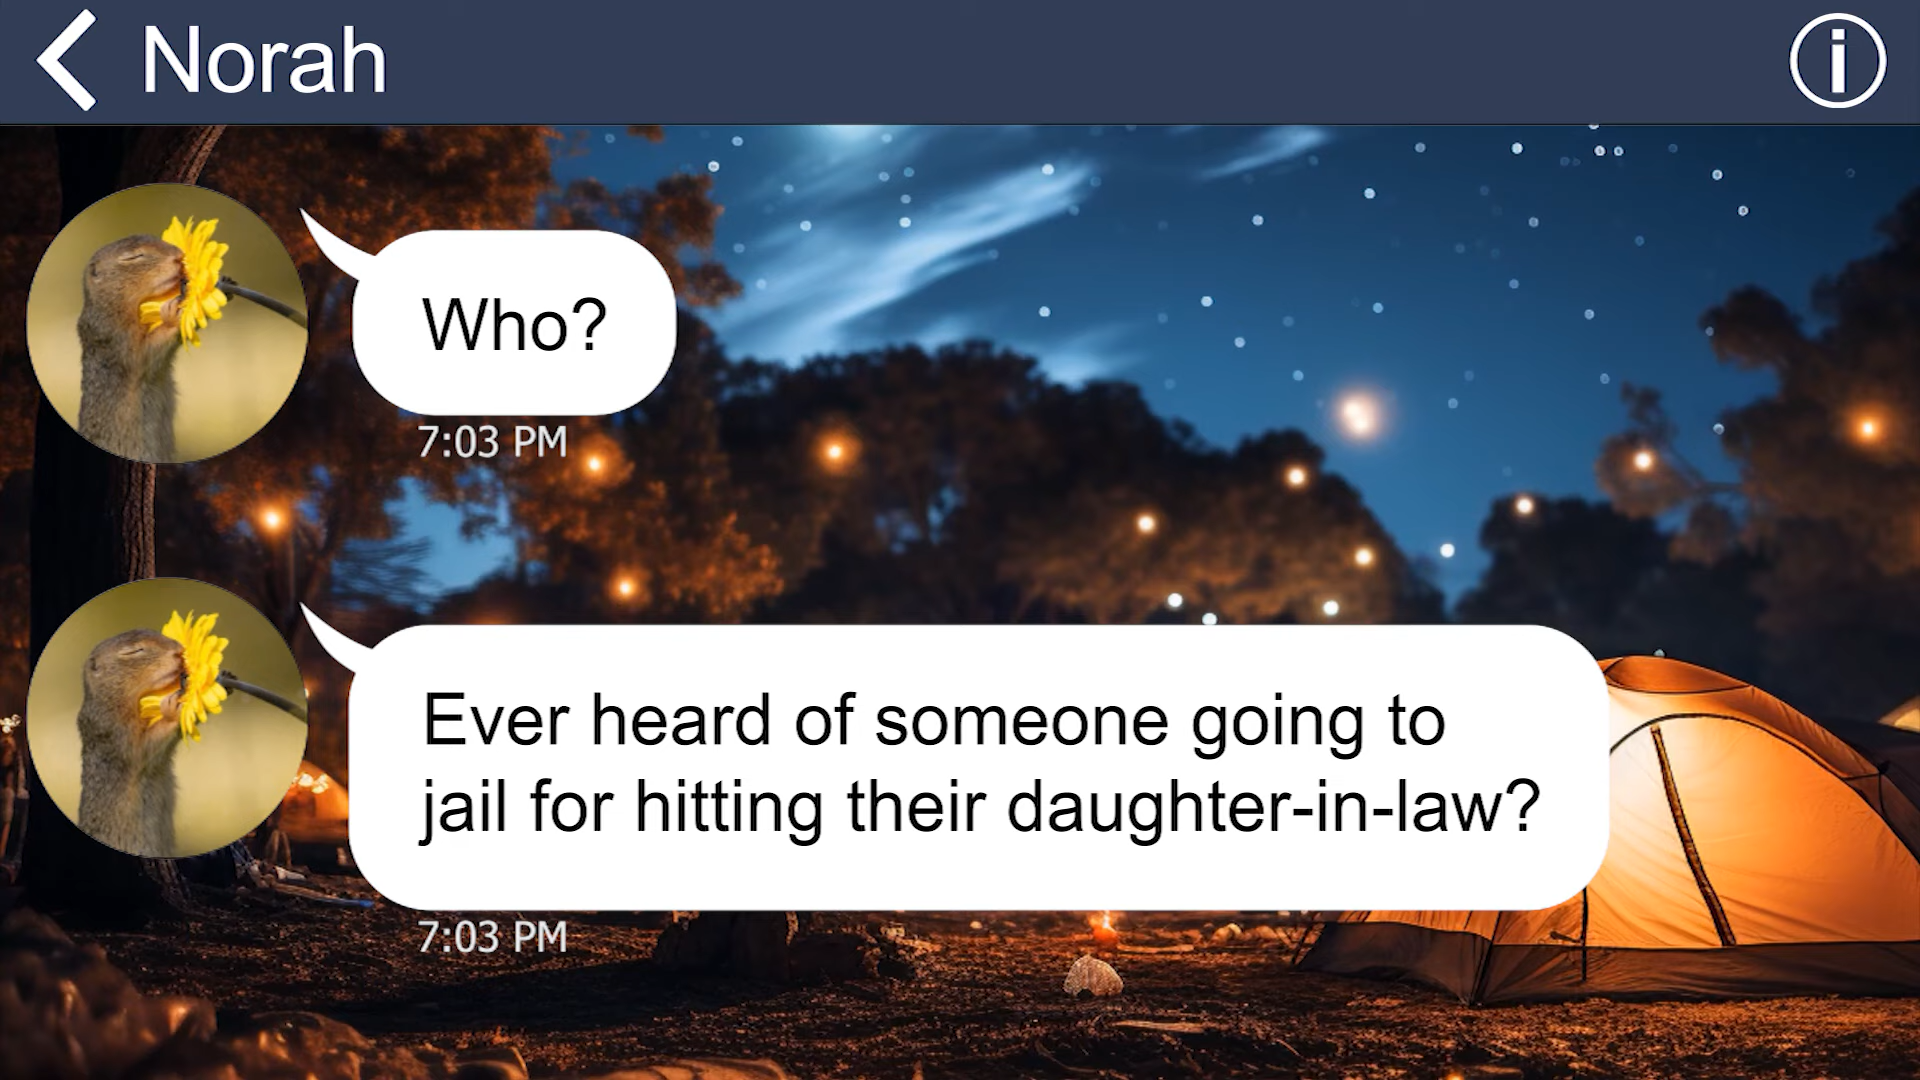 Norah
Who?
7:03 PM
Ever heard of someone going to
jail for hitting their daughter-in-law?
7:03 PM